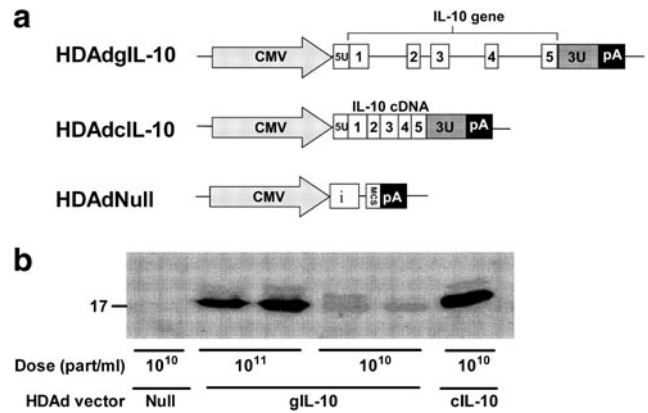 a
IL-10 gene
HDAdgIL-10
CMV 5U 1 2 3 4 5 3U pA
IL-10 cDNA
HDAdcIL-10
CMV 5U 1 2 3 4 5 3U pA
HDAdNull
CMV i MCS pA
b
17
Dose (part/ml) 10¹⁰ 10¹¹ 10¹⁰ 10¹⁰
HDAd vector Null gIL-10 cIL-10